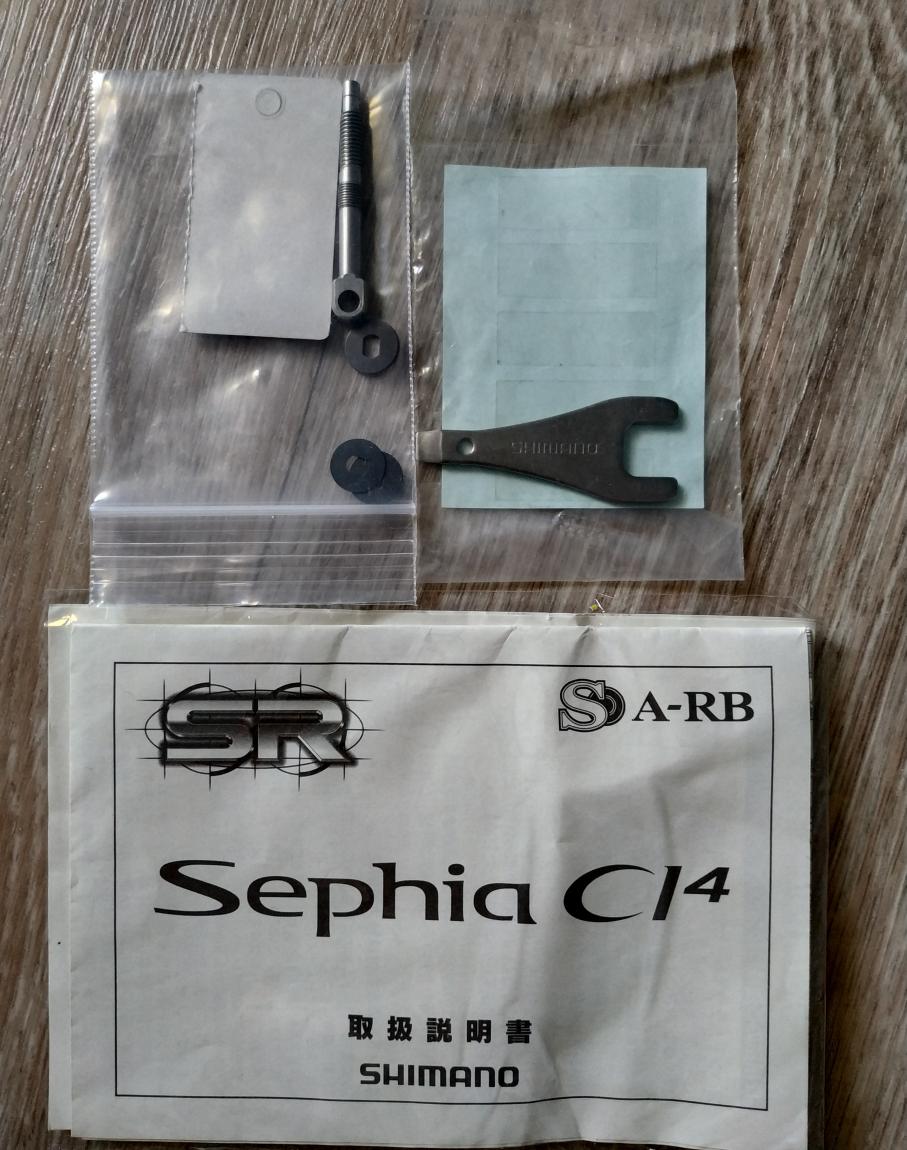 SHIMANO
SR
S A-RB
Sephia CI4
取扱説明書
SHIMANO